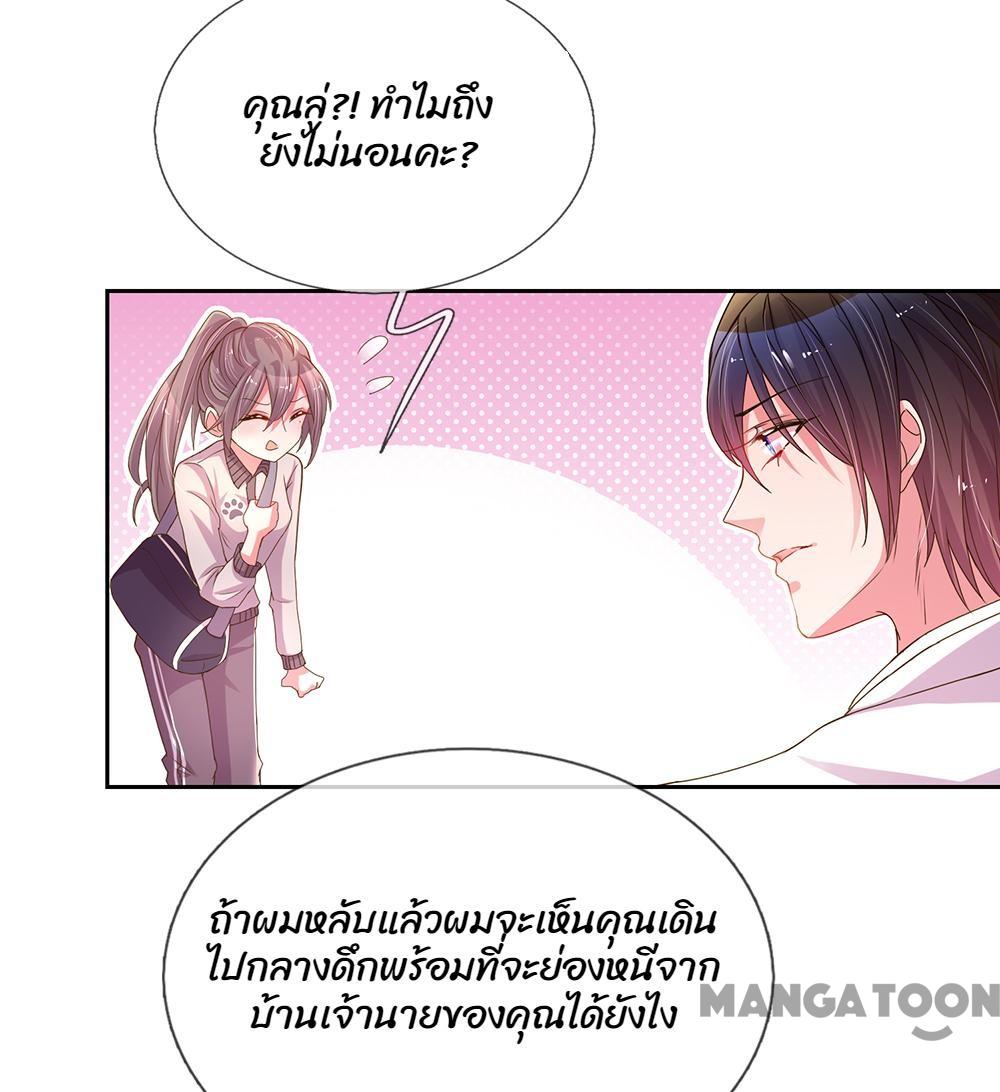 คุณลู่?! ทำไมถึง
ยังไม่นอนคะ?
ถ้าผมหลับแล้วผมจะเห็นคุณเดิน
ไปกลางดึกพร้อมที่จะย่องหนีจาก
บ้านเจ้านายของคุณได้ยังไง
MANGATOON